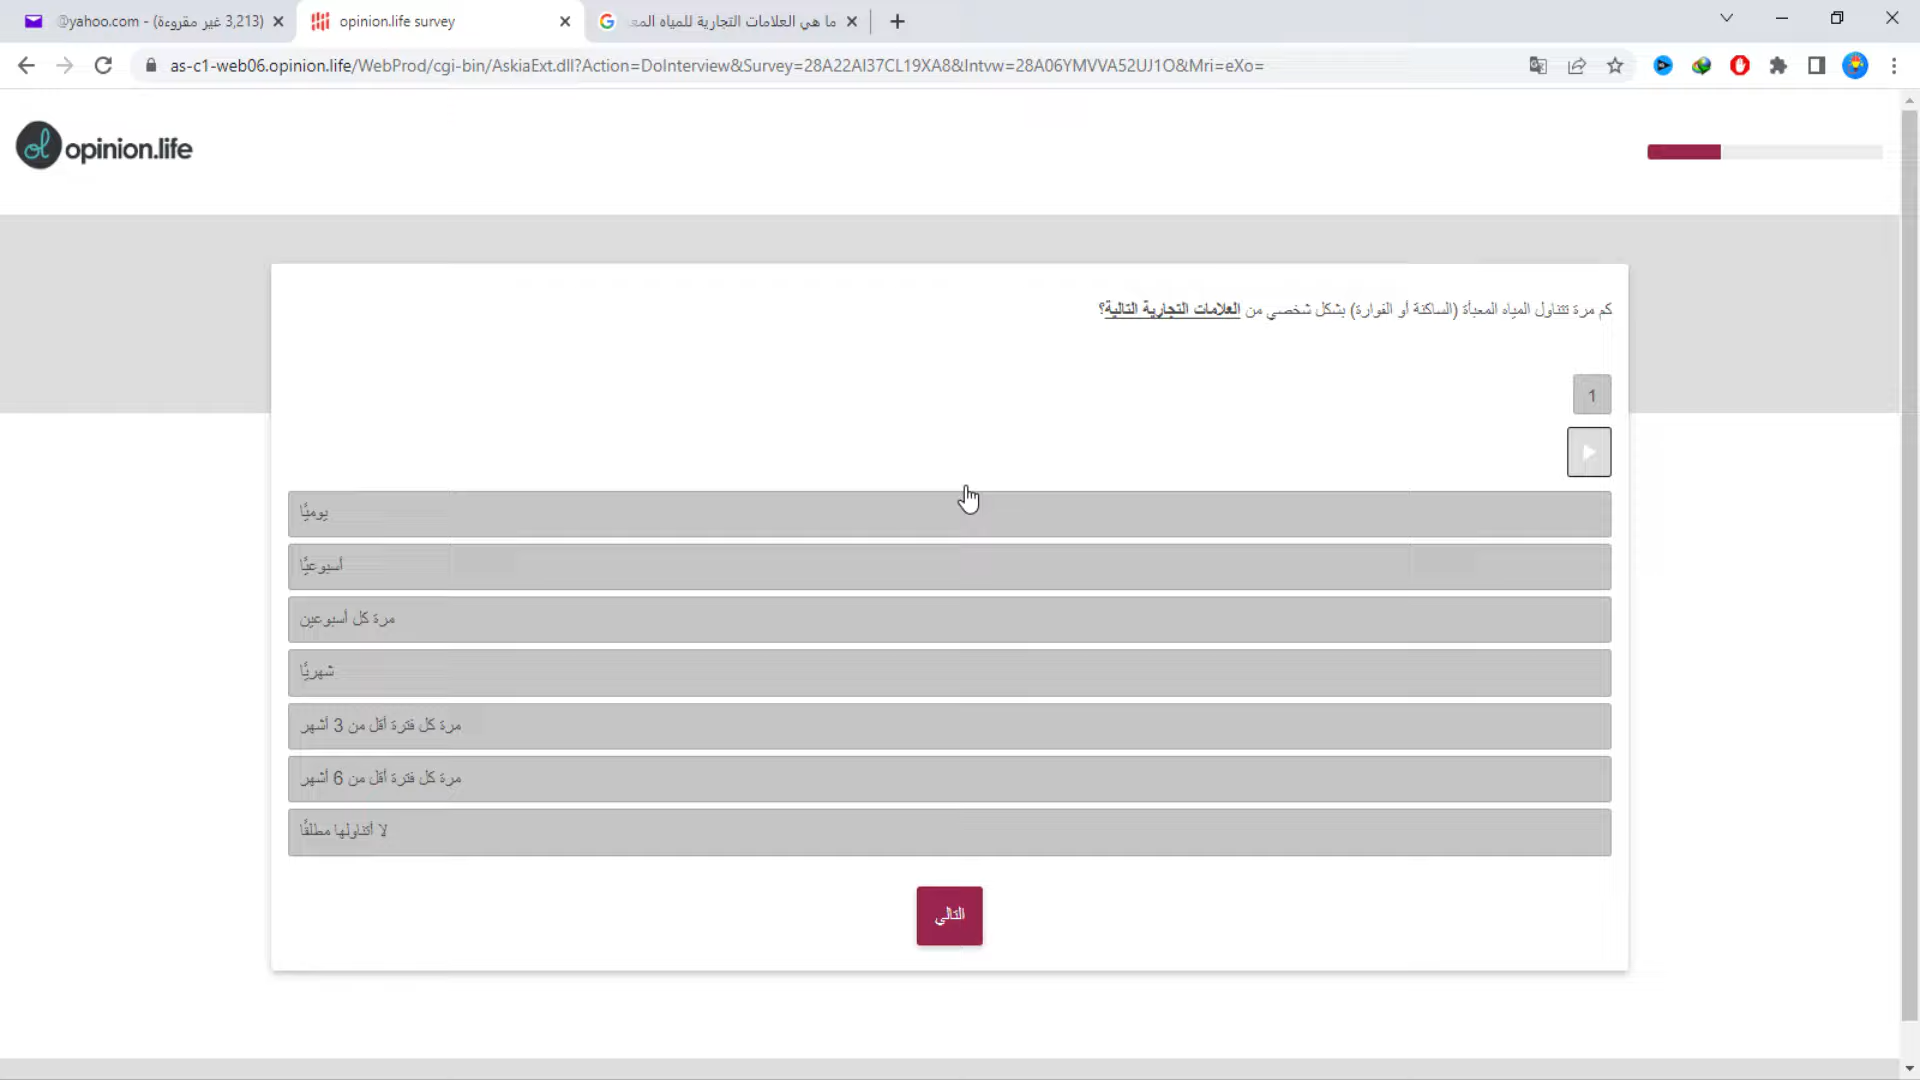 @yahoo.com - (3,213 غير مقروءة)
opinion.life survey
ما هي العلامات التجارية للمياه المع
as-c1-web06.opinion.life/WebProd/cgi-bin/AskiaExt.dll?Action=DoInterview&Survey=28A22AI37CL19XA8&Intvw=28A06YMVVA52UJ1O&Mri=eXo=
ol opinion.life
كم مرة تتناول المياه المعبأة (الساكنة أو الفوارة) بشكل شخصي من العلامات التجارية التالية؟
1
يوميًا
أسبوعيًا
مرة كل أسبوعين
شهريًا
مرة كل فترة أقل من 3 أشهر
مرة كل فترة أقل من 6 أشهر
لا أتناولها مطلقًا
التالي